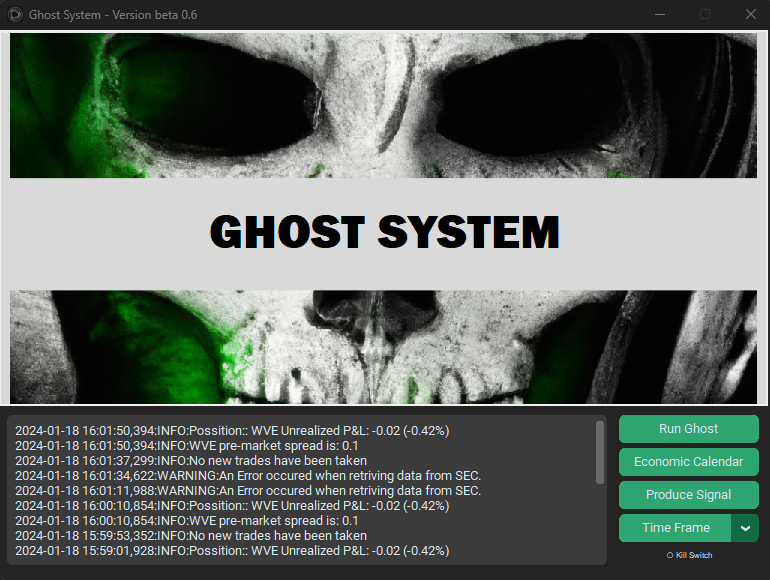 Ghost System - Version beta 0.6
GHOST SYSTEM
2024-01-18 16:01:50,394:INFO:Possition:: WVE Unrealized P&L: -0.02 (-0.42%)
2024-01-18 16:01:50,394:INFO:WVE pre-market spread is: 0.1
2024-01-18 16:01:37,299:INFO:No new trades have been taken
2024-01-18 16:01:34,622:WARNING:An Error occured when retriving data from SEC.
2024-01-18 16:01:11,988:WARNING:An Error occured when retriving data from SEC.
2024-01-18 16:00:10,854:INFO:Possition:: WVE Unrealized P&L: -0.02 (-0.42%)
2024-01-18 16:00:10,854:INFO:WVE pre-market spread is: 0.1
2024-01-18 15:59:53,352:INFO:No new trades have been taken
2024-01-18 15:59:01,928:INFO:Possition:: WVE Unrealized P&L: -0.02 (-0.42%)
Run Ghost
Economic Calendar
Produce Signal
Time Frame
Kill Switch